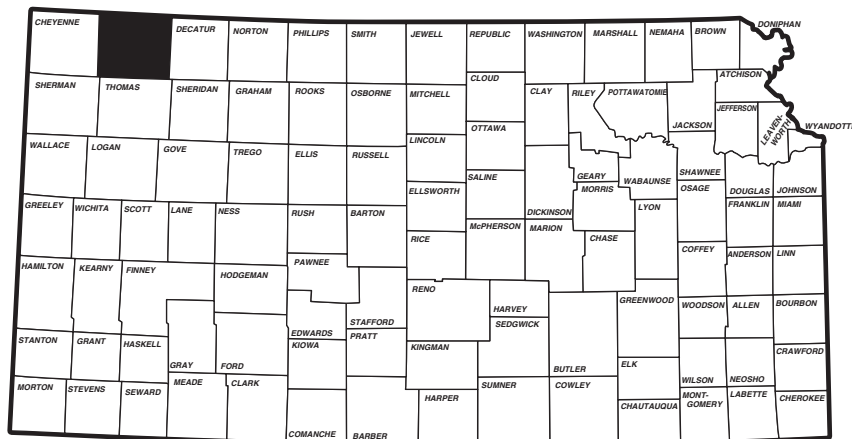 CHEYENNE
DECATUR
NORTON
PHILLIPS
SMITH
JEWELL
REPUBLIC
WASHINGTON
MARSHALL
NEMAHA
BROWN
DONIPHAN
SHERMAN
THOMAS
SHERIDAN
GRAHAM
ROOKS
OSBORNE
MITCHELL
CLOUD
CLAY
RILEY
POTTAWATOMIE
JACKSON
ATCHISON
JEFFERSON
LEAVEN-
WORTH
WYANDOTT
WALLACE
LOGAN
GOVE
TREGO
ELLIS
RUSSELL
LINCOLN
OTTAWA
SALINE
ELLSWORTH
DICKINSON
GEARY
MORRIS
WABAUNSE
SHAWNEE
OSAGE
DOUGLAS
JOHNSON
GREELEY
WICHITA
SCOTT
LANE
NESS
RUSH
BARTON
RICE
McPHERSON
MARION
CHASE
LYON
COFFEY
FRANKLIN
MIAMI
ANDERSON
LINN
HAMILTON
KEARNY
FINNEY
HODGEMAN
PAWNEE
EDWARDS
STAFFORD
RENO
HARVEY
SEDGWICK
BUTLER
GREENWOOD
WOODSON
ALLEN
BOURBON
STANTON
GRANT
HASKELL
GRAY
FORD
KIOWA
PRATT
KINGMAN
ELK
WILSON
NEOSHO
CRAWFORD
MORTON
STEVENS
SEWARD
MEADE
CLARK
COMANCHE
BARBER
HARPER
SUMNER
COWLEY
CHAUTAUQUA
MONT-
GOMERY
LABETTE
CHEROKEE